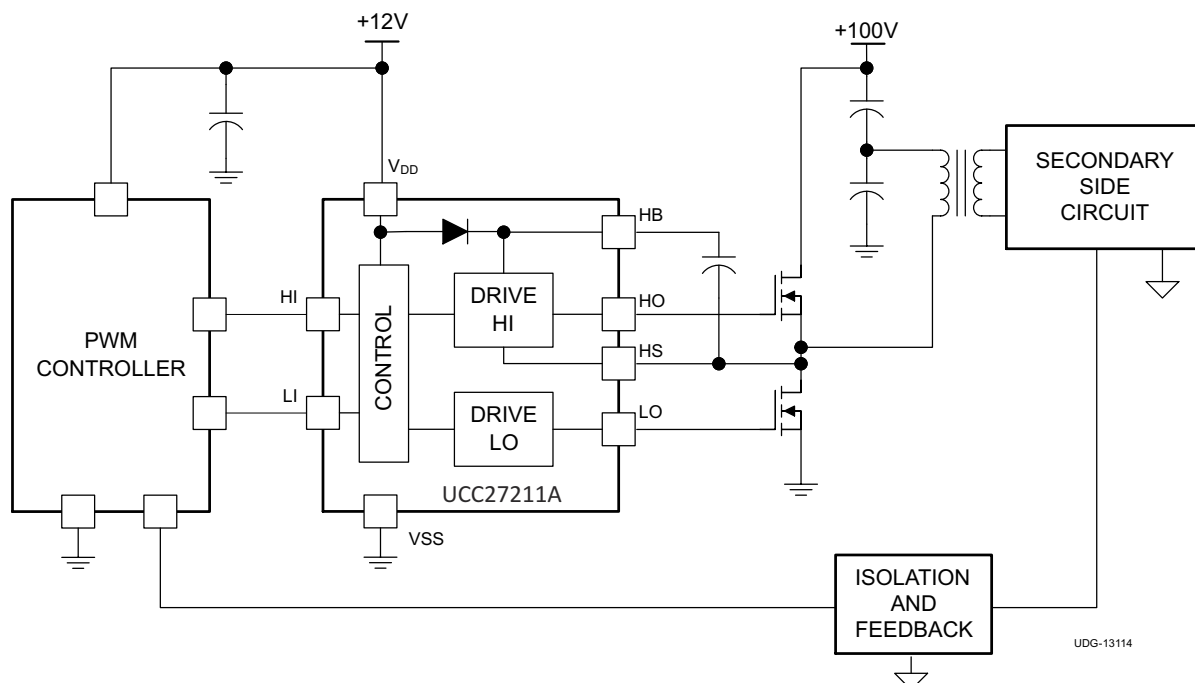 +12V
+100V
VDD
SECONDARY
SIDE
CIRCUIT
HB
HI
DRIVE
HI
HO
PWM
CONTROLLER
CONTROL
HS
LI
DRIVE
LO
LO
UCC27211A
VSS
ISOLATION
AND
FEEDBACK
UDG-13114